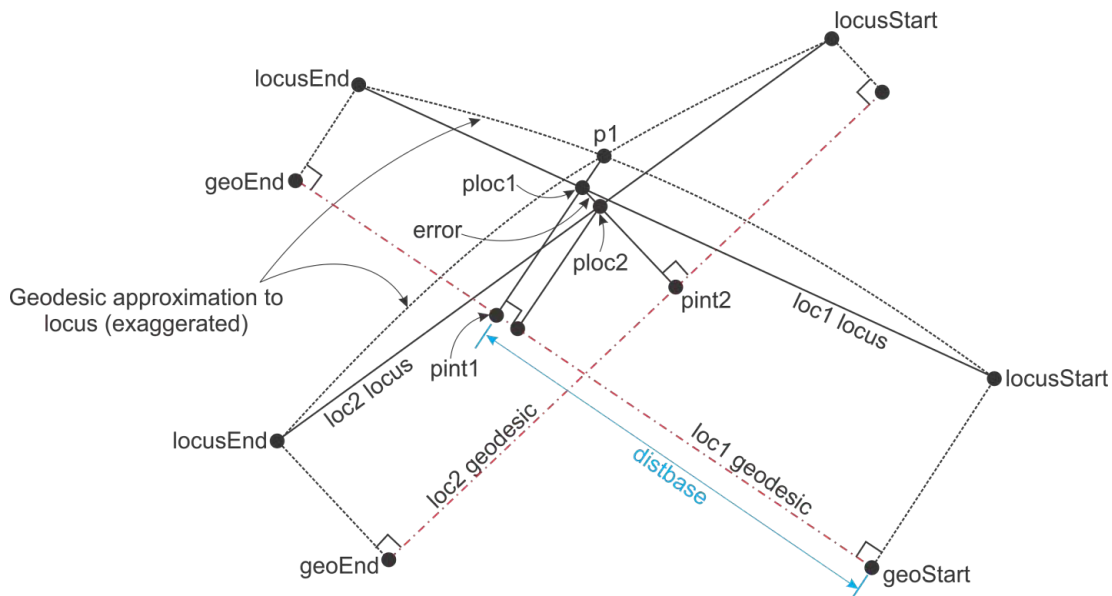 locusStart
locusEnd
p1
geoEnd
ploc1
error
ploc2
Geodesic approximation to
locus (exaggerated)
pint2
loc1 locus
pint1
loc2 locus
locusStart
locusEnd
loc2 geodesic
distbase
loc1 geodesic
geoEnd
geoStart